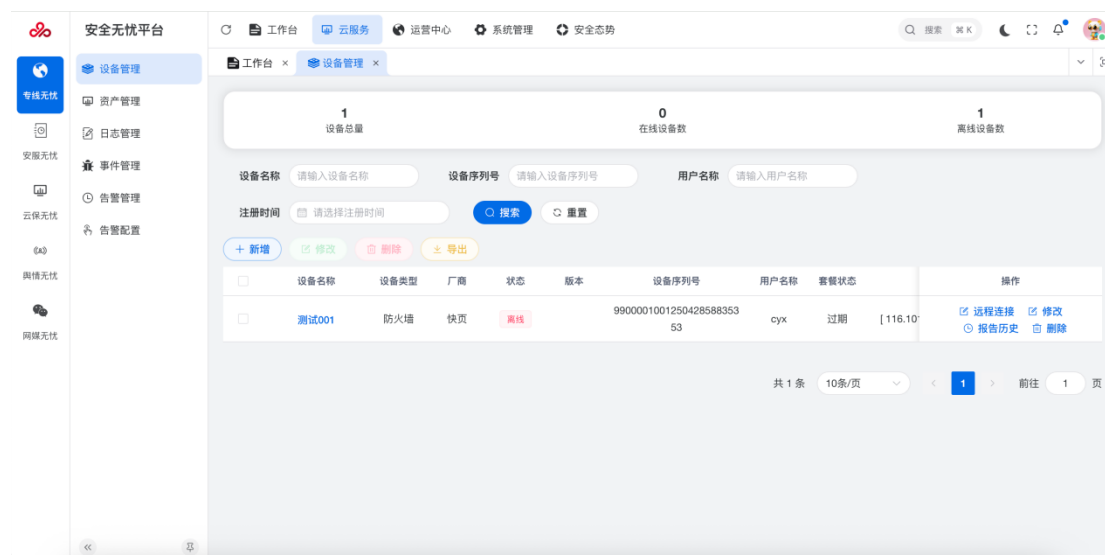 安全无忧平台
工作台 云服务 运营中心 系统管理 安全态势 搜索 ⌘ K
专线无忧
安服无忧
云保无忧
舆情无忧
网媒无忧
设备管理
资产管理
日志管理
事件管理
告警管理
告警配置
工作台 × 设备管理 ×
1 0 1
设备总量 在线设备数 离线设备数
设备名称 请输入设备名称 设备序列号 请输入设备序列号 用户名称 请输入用户名称
注册时间 请选择注册时间 搜索 重置
+ 新增 修改 删除 导出
设备名称 设备类型 厂商 状态 版本 设备序列号 用户名称 套餐状态 操作
测试001 防火墙 快页 离线 9900001001250428588353 cyx 过期 [ 116.10 远程连接 修改
53 报告历史 删除
共 1 条 10条/页 < 1 > 前往 1 页